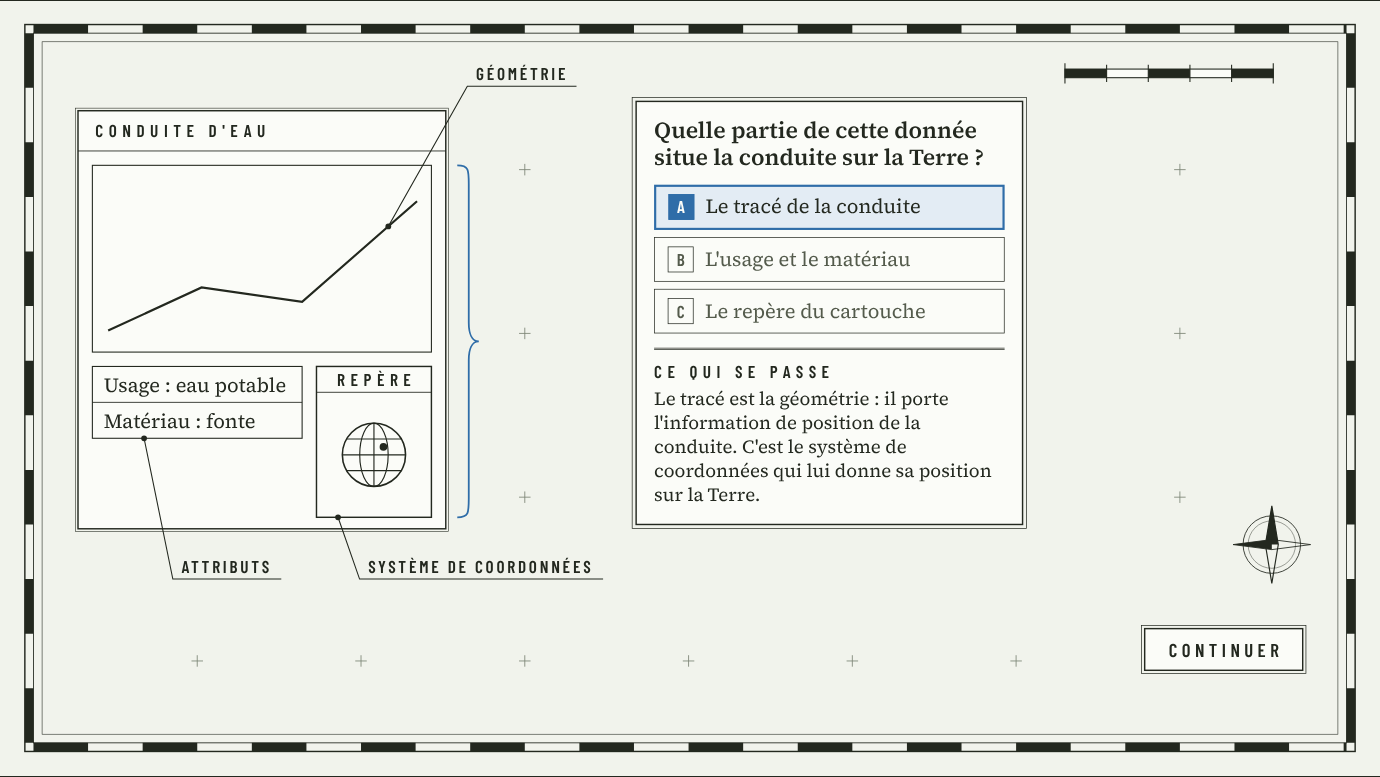 GÉOMÉTRIE
CONDUITE D'EAU
Usage : eau potable
Matériau : fonte
REPÈRE
ATTRIBUTS
SYSTÈME DE COORDONNÉES
Quelle partie de cette donnée
situe la conduite sur la Terre ?
A Le tracé de la conduite
B L'usage et le matériau
C Le repère du cartouche
CE QUI SE PASSE
Le tracé est la géométrie : il porte
l'information de position de la
conduite. C'est le système de
coordonnées qui lui donne sa position
sur la Terre.
CONTINUER